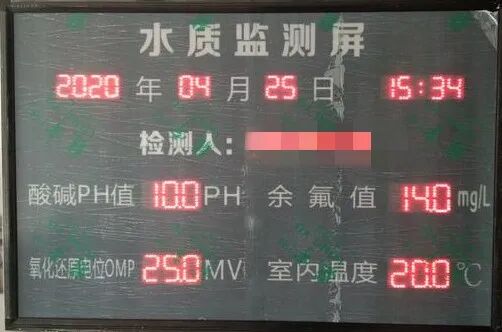 水质监测屏
2020 年 04 月 25 日 15:34
检测人:
酸碱PH值 10.0 PH 余氟值 14.0 mg/L
氧化还原电位OMP 25.0 MV 室内温度 20.0 ℃